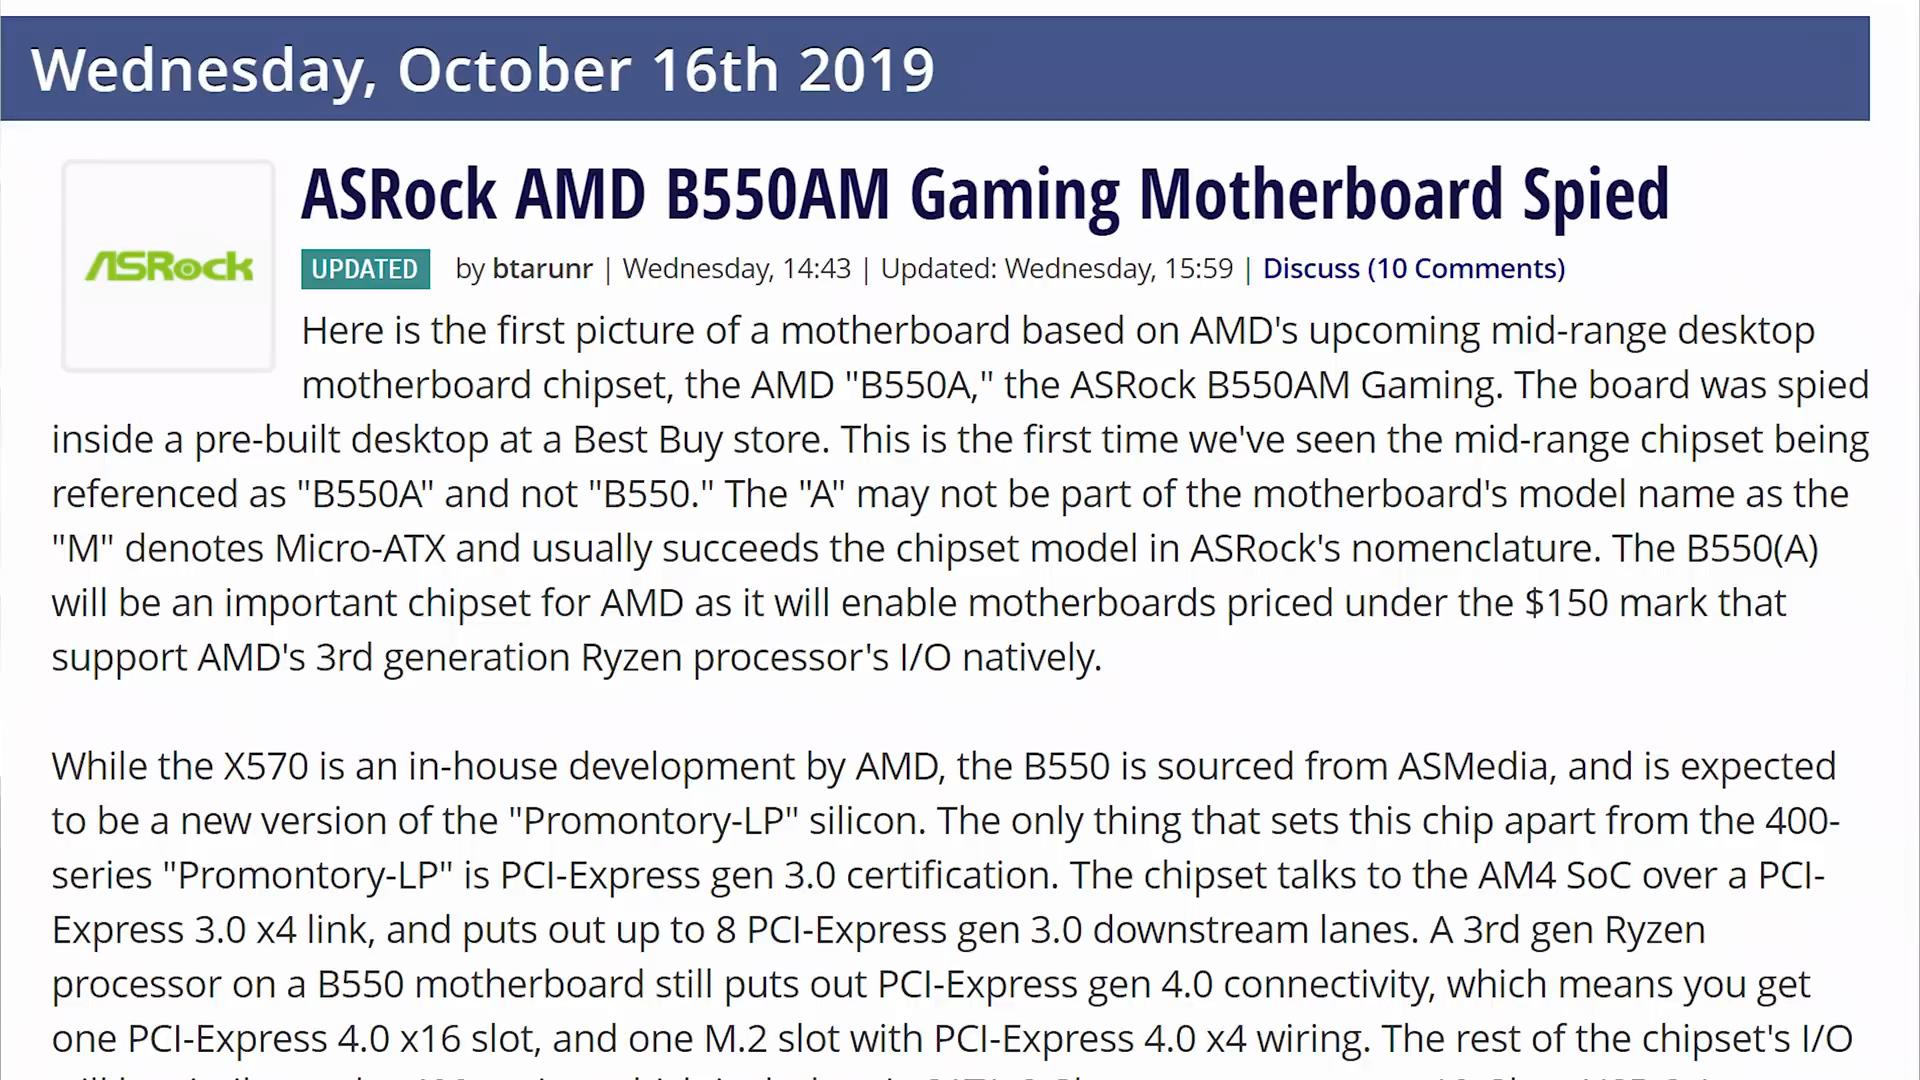 Wednesday, October 16th 2019
ASRock AMD B550AM Gaming Motherboard Spied
ASRock
UPDATED by btarunr | Wednesday, 14:43 | Updated: Wednesday, 15:59 | Discuss (10 Comments)
Here is the first picture of a motherboard based on AMD's upcoming mid-range desktop
motherboard chipset, the AMD "B550A," the ASRock B550AM Gaming. The board was spied
inside a pre-built desktop at a Best Buy store. This is the first time we've seen the mid-range chipset being
referenced as "B550A" and not "B550." The "A" may not be part of the motherboard's model name as the
"M" denotes Micro-ATX and usually succeeds the chipset model in ASRock's nomenclature. The B550(A)
will be an important chipset for AMD as it will enable motherboards priced under the $150 mark that
support AMD's 3rd generation Ryzen processor's I/O natively.
While the X570 is an in-house development by AMD, the B550 is sourced from ASMedia, and is expected
to be a new version of the "Promontory-LP" silicon. The only thing that sets this chip apart from the 400-
series "Promontory-LP" is PCI-Express gen 3.0 certification. The chipset talks to the AM4 SoC over a PCI-
Express 3.0 x4 link, and puts out up to 8 PCI-Express gen 3.0 downstream lanes. A 3rd gen Ryzen
processor on a B550 motherboard still puts out PCI-Express gen 4.0 connectivity, which means you get
one PCI-Express 4.0 x16 slot, and one M.2 slot with PCI-Express 4.0 x4 wiring. The rest of the chipset's I/O